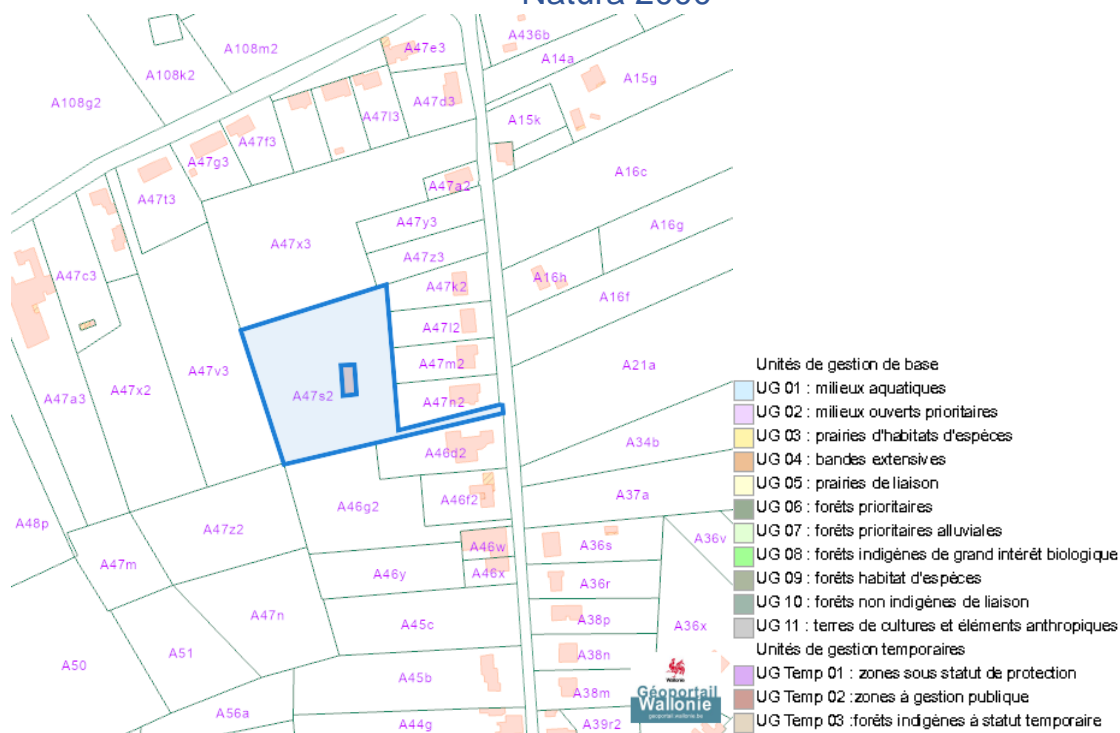 Natura 2000
A108m2
A47e3
A436b
A14a
A108k2
A15g
A108g2
A47d3
A47l3
A15k
A47f3
A47g3
A16c
A47a2
A47t3
A47y3
A16g
A47x3
A47z3
A47c3
A16h
A47k2
A16f
A47l2
A47v3
A47m2
A21a
A47x2
A47s2
A47a3
A47n2
A34b
A46d2
A37a
A46f2
A46g2
A48p
A47z2
A46w
A36s
A36v
A47m
A46y
A46x
A36r
A47n
A45c
A38p
A36x
A51
A50
A38n
A45b
A38m
A56a
A44g
A39r2
Wallonie
Géoportail
Wallonie
geoportail.wallonie.be
Unités de gestion de base
UG 01 : milieux aquatiques
UG 02 : milieux ouverts prioritaires
UG 03 : prairies d'habitats d'espèces
UG 04 : bandes extensives
UG 05 : prairies de liaison
UG 06 : forêts prioritaires
UG 07 : forêts prioritaires alluviales
UG 08 : forêts indigènes de grand intérêt biologique
UG 09 : forêts habitat d'espèces
UG 10 : forêts non indigènes de liaison
UG 11 : terres de cultures et éléments anthropiques
Unités de gestion temporaires
UG Temp 01 : zones sous statut de protection
UG Temp 02 :zones à gestion publique
UG Temp 03 :forêts indigènes à statut temporaire